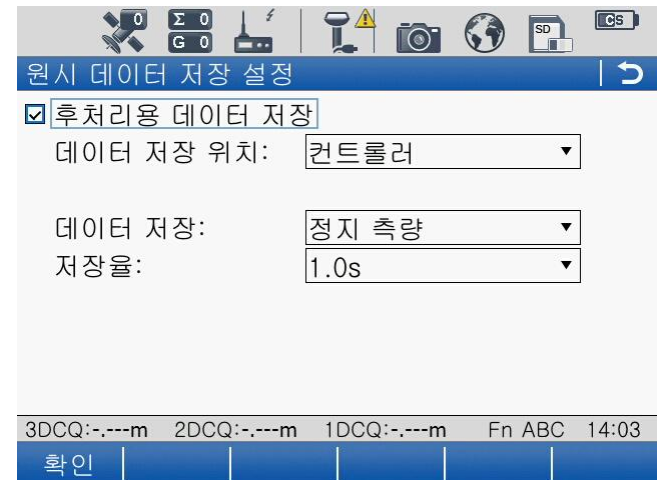 0 Σ 0 SD CS
G 0
원시 데이터 저장 설정
후처리용 데이터 저장
데이터 저장 위치: 컨트롤러
데이터 저장: 정지 측량
저장율: 1.0s
3DCQ:-.---m 2DCQ:-.---m 1DCQ:-.---m Fn ABC 14:03
확인